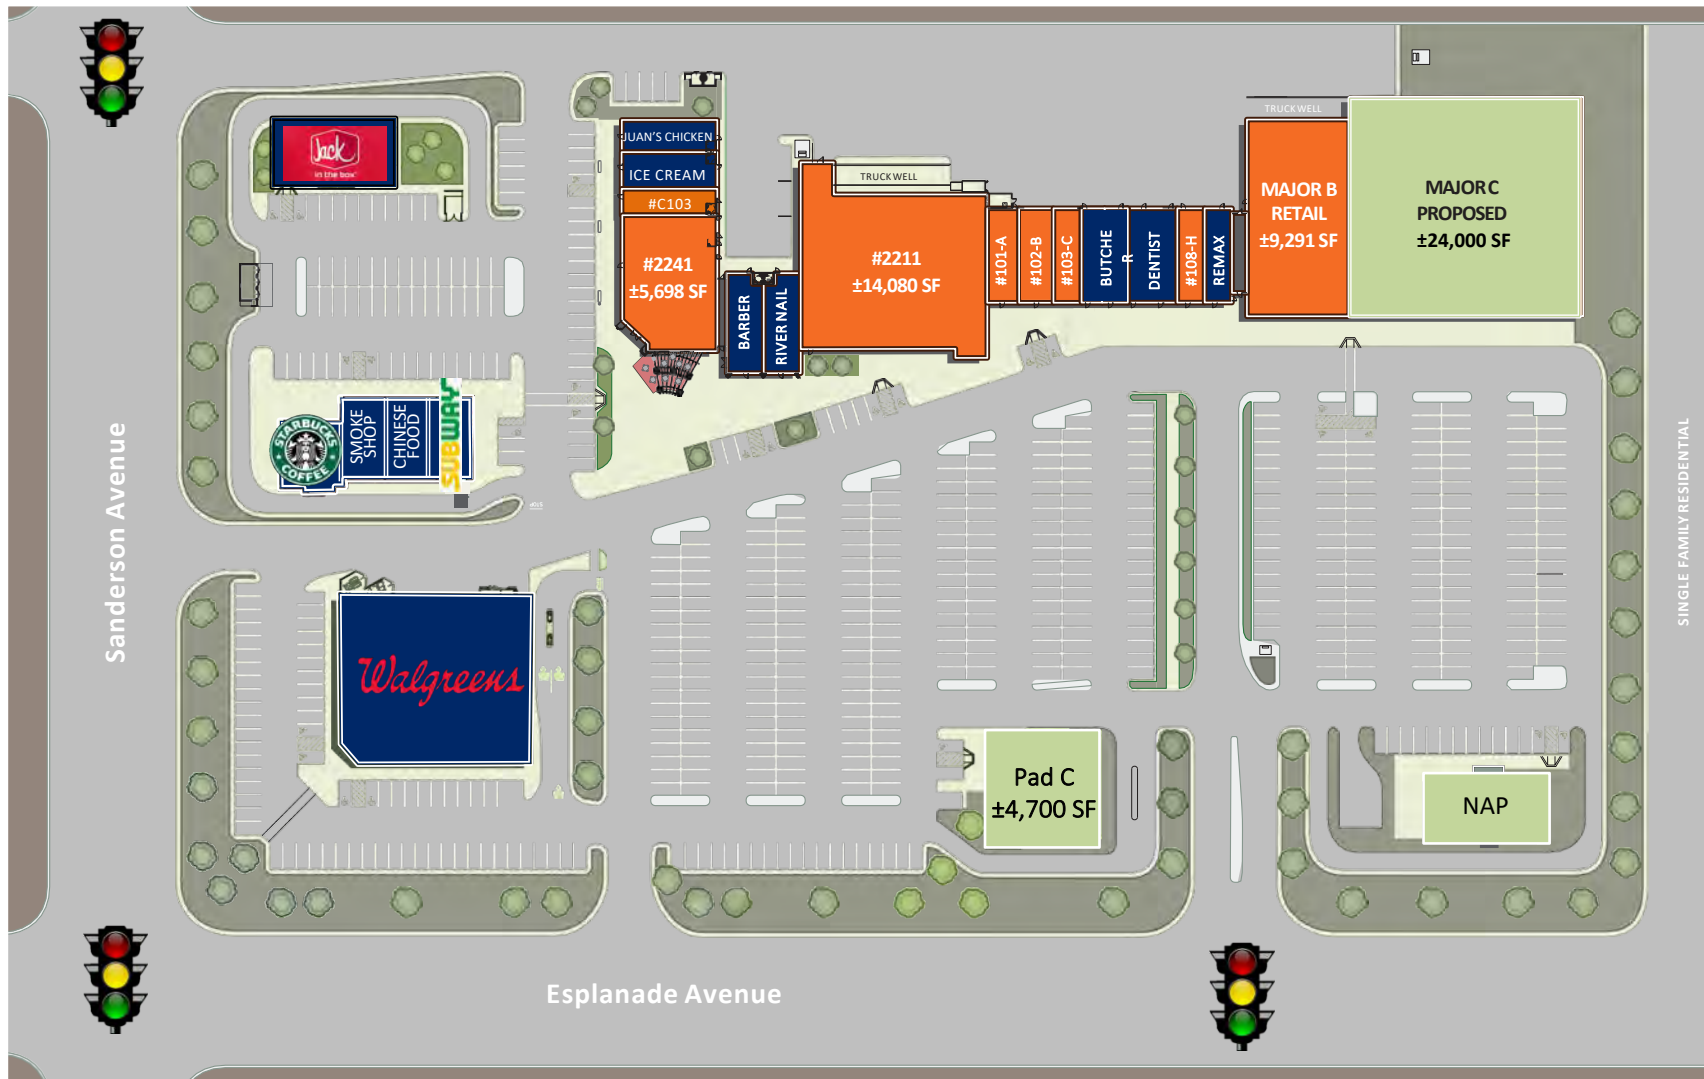 Jack
in the box
JUAN'S CHICKEN
ICE CREAM
#C103
#2241
±5,698 SF
BARBER
RIVER NAIL
TRUCK WELL
#2211
±14,080 SF
#101-A
#102-B
#103-C
BUTCHE
R
DENTIST
#108-H
REMAX
TRUCK WELL
MAJOR B
RETAIL
±9,291 SF
MAJOR C
PROPOSED
±24,000 SF
STARBUCKS
COFFEE
SMOKE
SHOP
CHINESE
FOOD
SUBWAY
Sanderson Avenue
SINGLE FAMILY RESIDENTIAL
Walgreens
Pad C
±4,700 SF
NAP
Esplanade Avenue